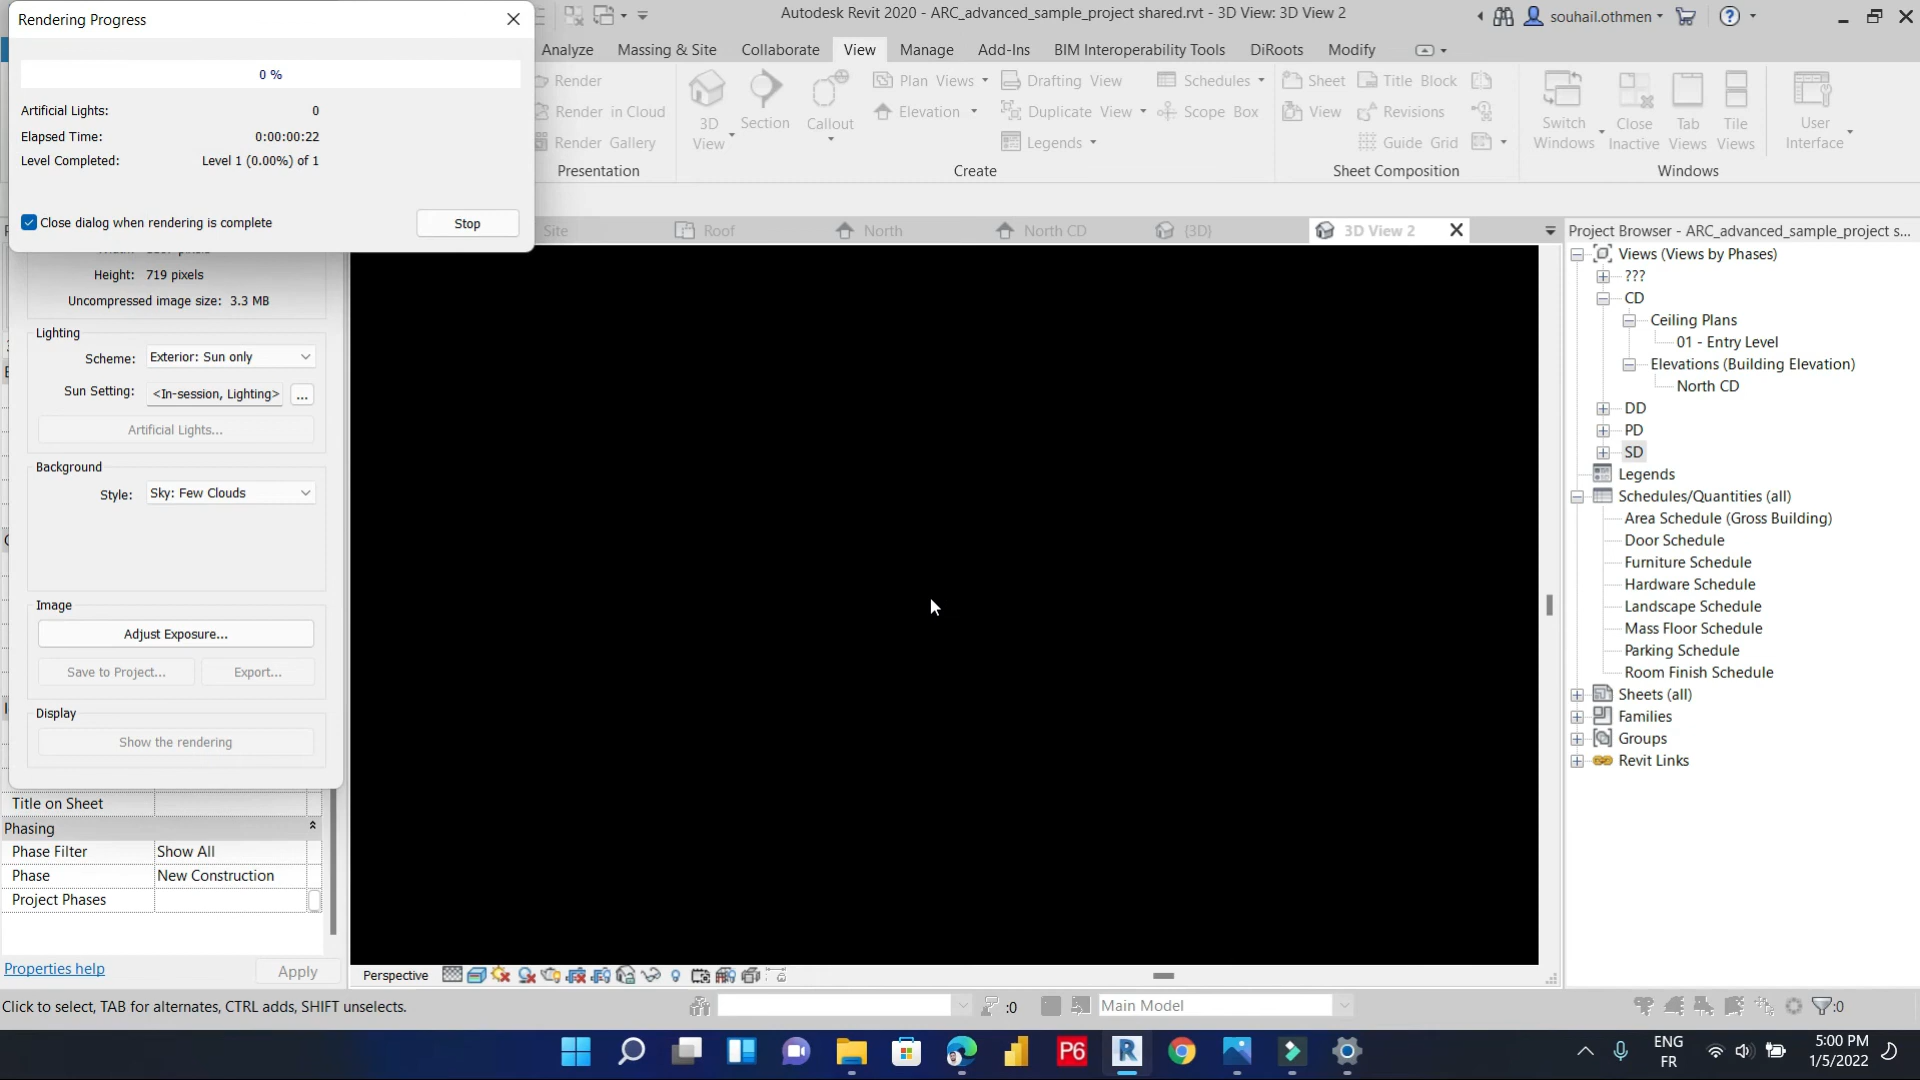 Rendering Progress
0 %
Artificial Lights: 0
Elapsed Time: 0:00:00:22
Level Completed: Level 1 (0.00%) of 1
Close dialog when rendering is complete
Stop
Autodesk Revit 2020 - ARC_advanced_sample_project shared.rvt - 3D View: 3D View 2
souhail.othmen
Analyze
Massing & Site
Collaborate
View
Manage
Add-Ins
BIM Interoperability Tools
DiRoots
Modify
Render
Render in Cloud
Render Gallery
Presentation
3D View
Section
Callout
Plan Views
Elevation
Drafting View
Duplicate View
Legends
Schedules
Scope Box
Create
Sheet
View
Title Block
Revisions
Guide Grid
Sheet Composition
Switch Windows
Close Inactive
Tab Views
Tile Views
User Interface
Windows
Site
Roof
North
North CD
{3D}
3D View 2
Height: 719 pixels
Uncompressed image size: 3.3 MB
Lighting
Scheme: Exterior: Sun only
Sun Setting: <In-session, Lighting> ...
Artificial Lights...
Background
Style: Sky: Few Clouds
Image
Adjust Exposure...
Save to Project...
Export...
Display
Show the rendering
Title on Sheet
Phasing
Phase Filter Show All
Phase New Construction
Project Phases
Properties help
Apply
Project Browser - ARC_advanced_sample_project s...
Views (Views by Phases)
???
CD
Ceiling Plans
01 - Entry Level
Elevations (Building Elevation)
North CD
DD
PD
SD
Legends
Schedules/Quantities (all)
Area Schedule (Gross Building)
Door Schedule
Furniture Schedule
Hardware Schedule
Landscape Schedule
Mass Floor Schedule
Parking Schedule
Room Finish Schedule
Sheets (all)
Families
Groups
Revit Links
Perspective
Click to select, TAB for alternates, CTRL adds, SHIFT unselects.
:0
Main Model
:0
P6
R
ENG
FR
5:00 PM
1/5/2022